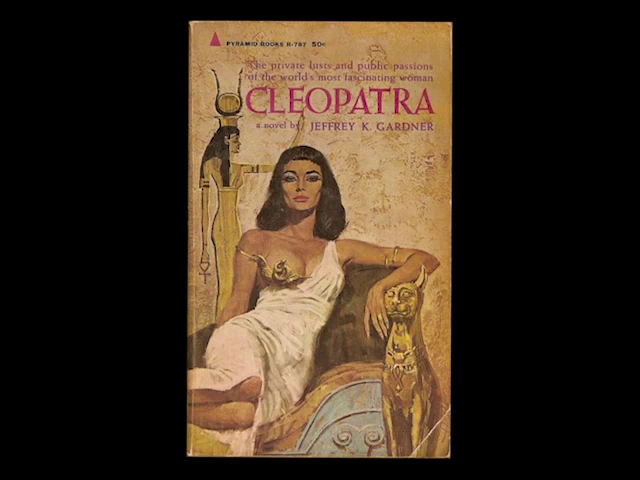 PYRAMID BOOKS R-787 50¢
The private lusts and public passions
of the world's most fascinating woman
CLEOPATRA
a novel by JEFFREY K. GARDNER